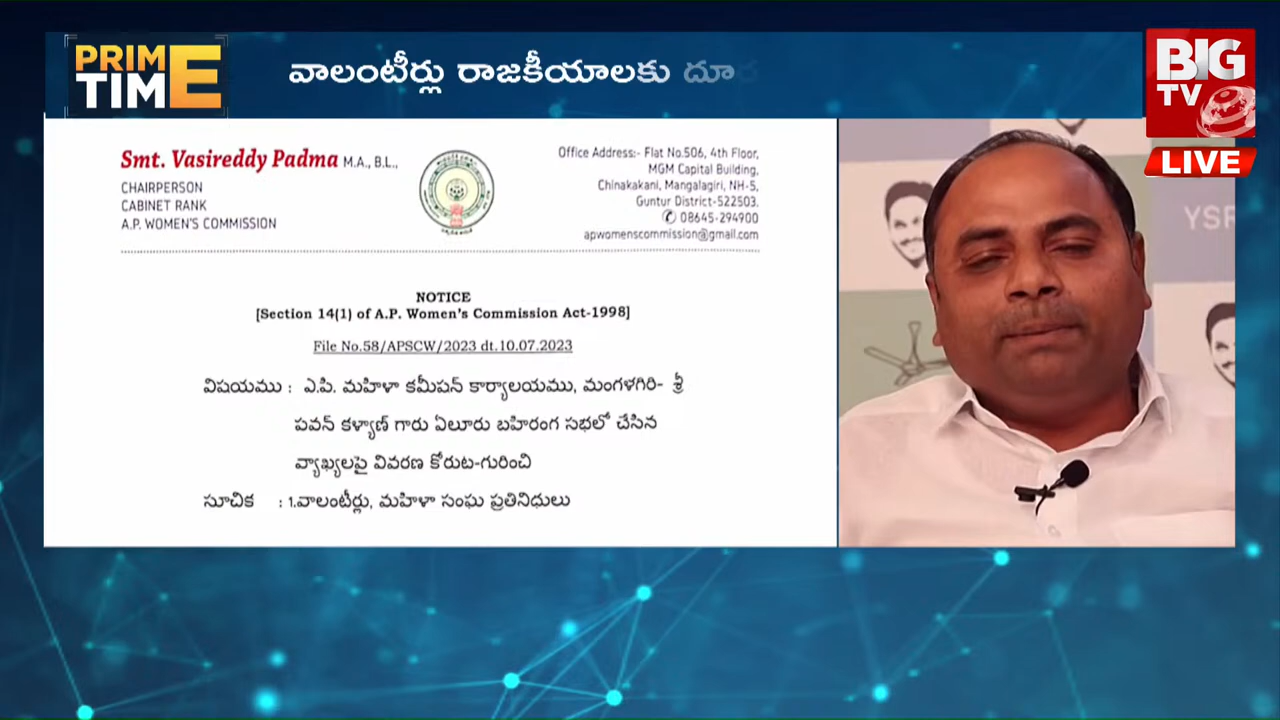 PRIME
TIME
వాలంటీర్లు రాజకీయాలకు
BIG
TV
LIVE
Smt. Vasireddy Padma M.A., B.L.,
CHAIRPERSON
CABINET RANK
A.P. WOMEN'S COMMISSION
Office Address:- Flat No.506, 4th Floor,
MGM Capital Building,
Chinakakani, Mangalagiri, NH-5,
Guntur District-522503.
✆ 08645-294900
apwomenscommission@gmail.com
NOTICE
[Section 14(1) of A.P. Women's Commission Act-1998]
File No.58/APSCW/2023 dt.10.07.2023
విషయము : ఎ.పి. మహిళా కమీషన్ కార్యాలయము, మంగళగిరి- శ్రీ
పవన్ కళ్యాణ్ గారు ఏలూరు బహిరంగ సభలో చేసిన
వ్యాఖ్యలపై వివరణ కోరుట-గురించి
సూచిక : 1.వాలంటీర్లు, మహిళా సంఘ ప్రతినిధులు
YSR